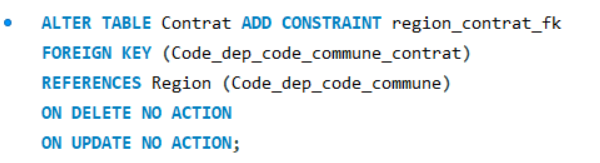 ALTER TABLE Contrat ADD CONSTRAINT region_contrat_fk
FOREIGN KEY (Code_dep_code_commune_contrat)
REFERENCES Region (Code_dep_code_commune)
ON DELETE NO ACTION
ON UPDATE NO ACTION;